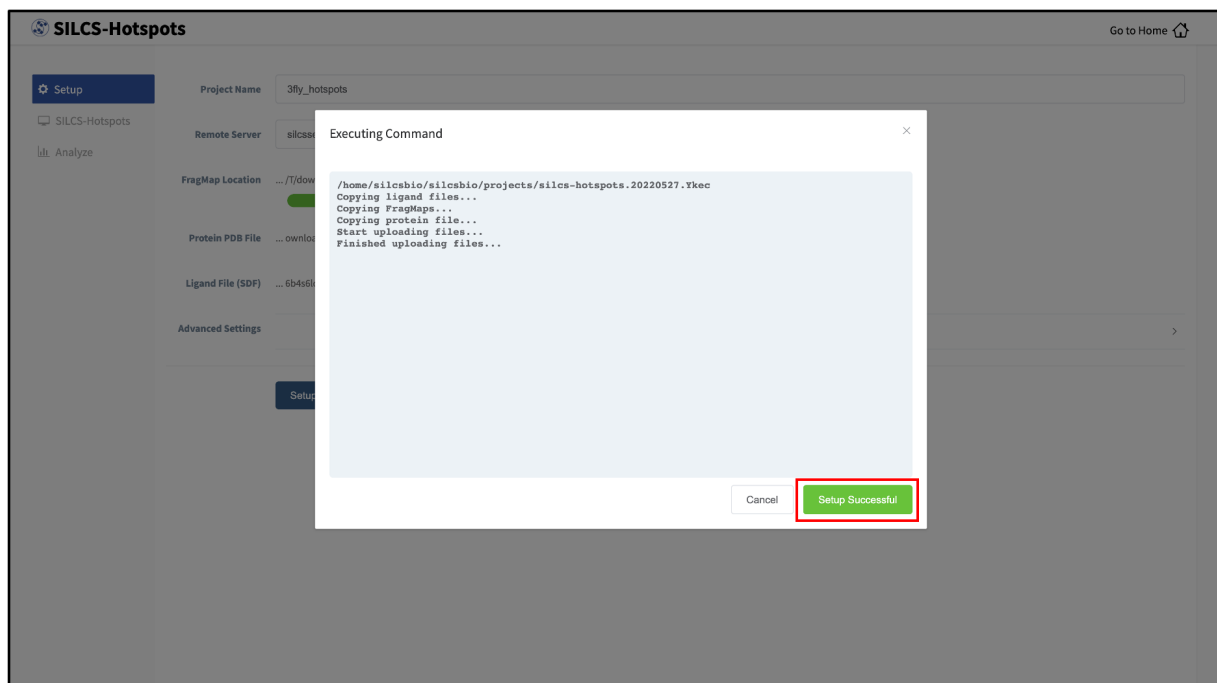 SILCS-Hotspots
Go to Home
Setup
SILCS-Hotspots
Analyze
Project Name
3fly_hotspots
Remote Server
FragMap Location
.../T/dow
Protein PDB File
Ligand File (SDF)
Advanced Settings
Setup
Executing Command
/home/silcsbio/silcsbio/projects/silcs-hotspots.20220527.Ykec
Copying ligand files...
Copying FragMaps...
Copying protein file...
Start uploading files...
Finished uploading files...
Cancel
Setup Successful